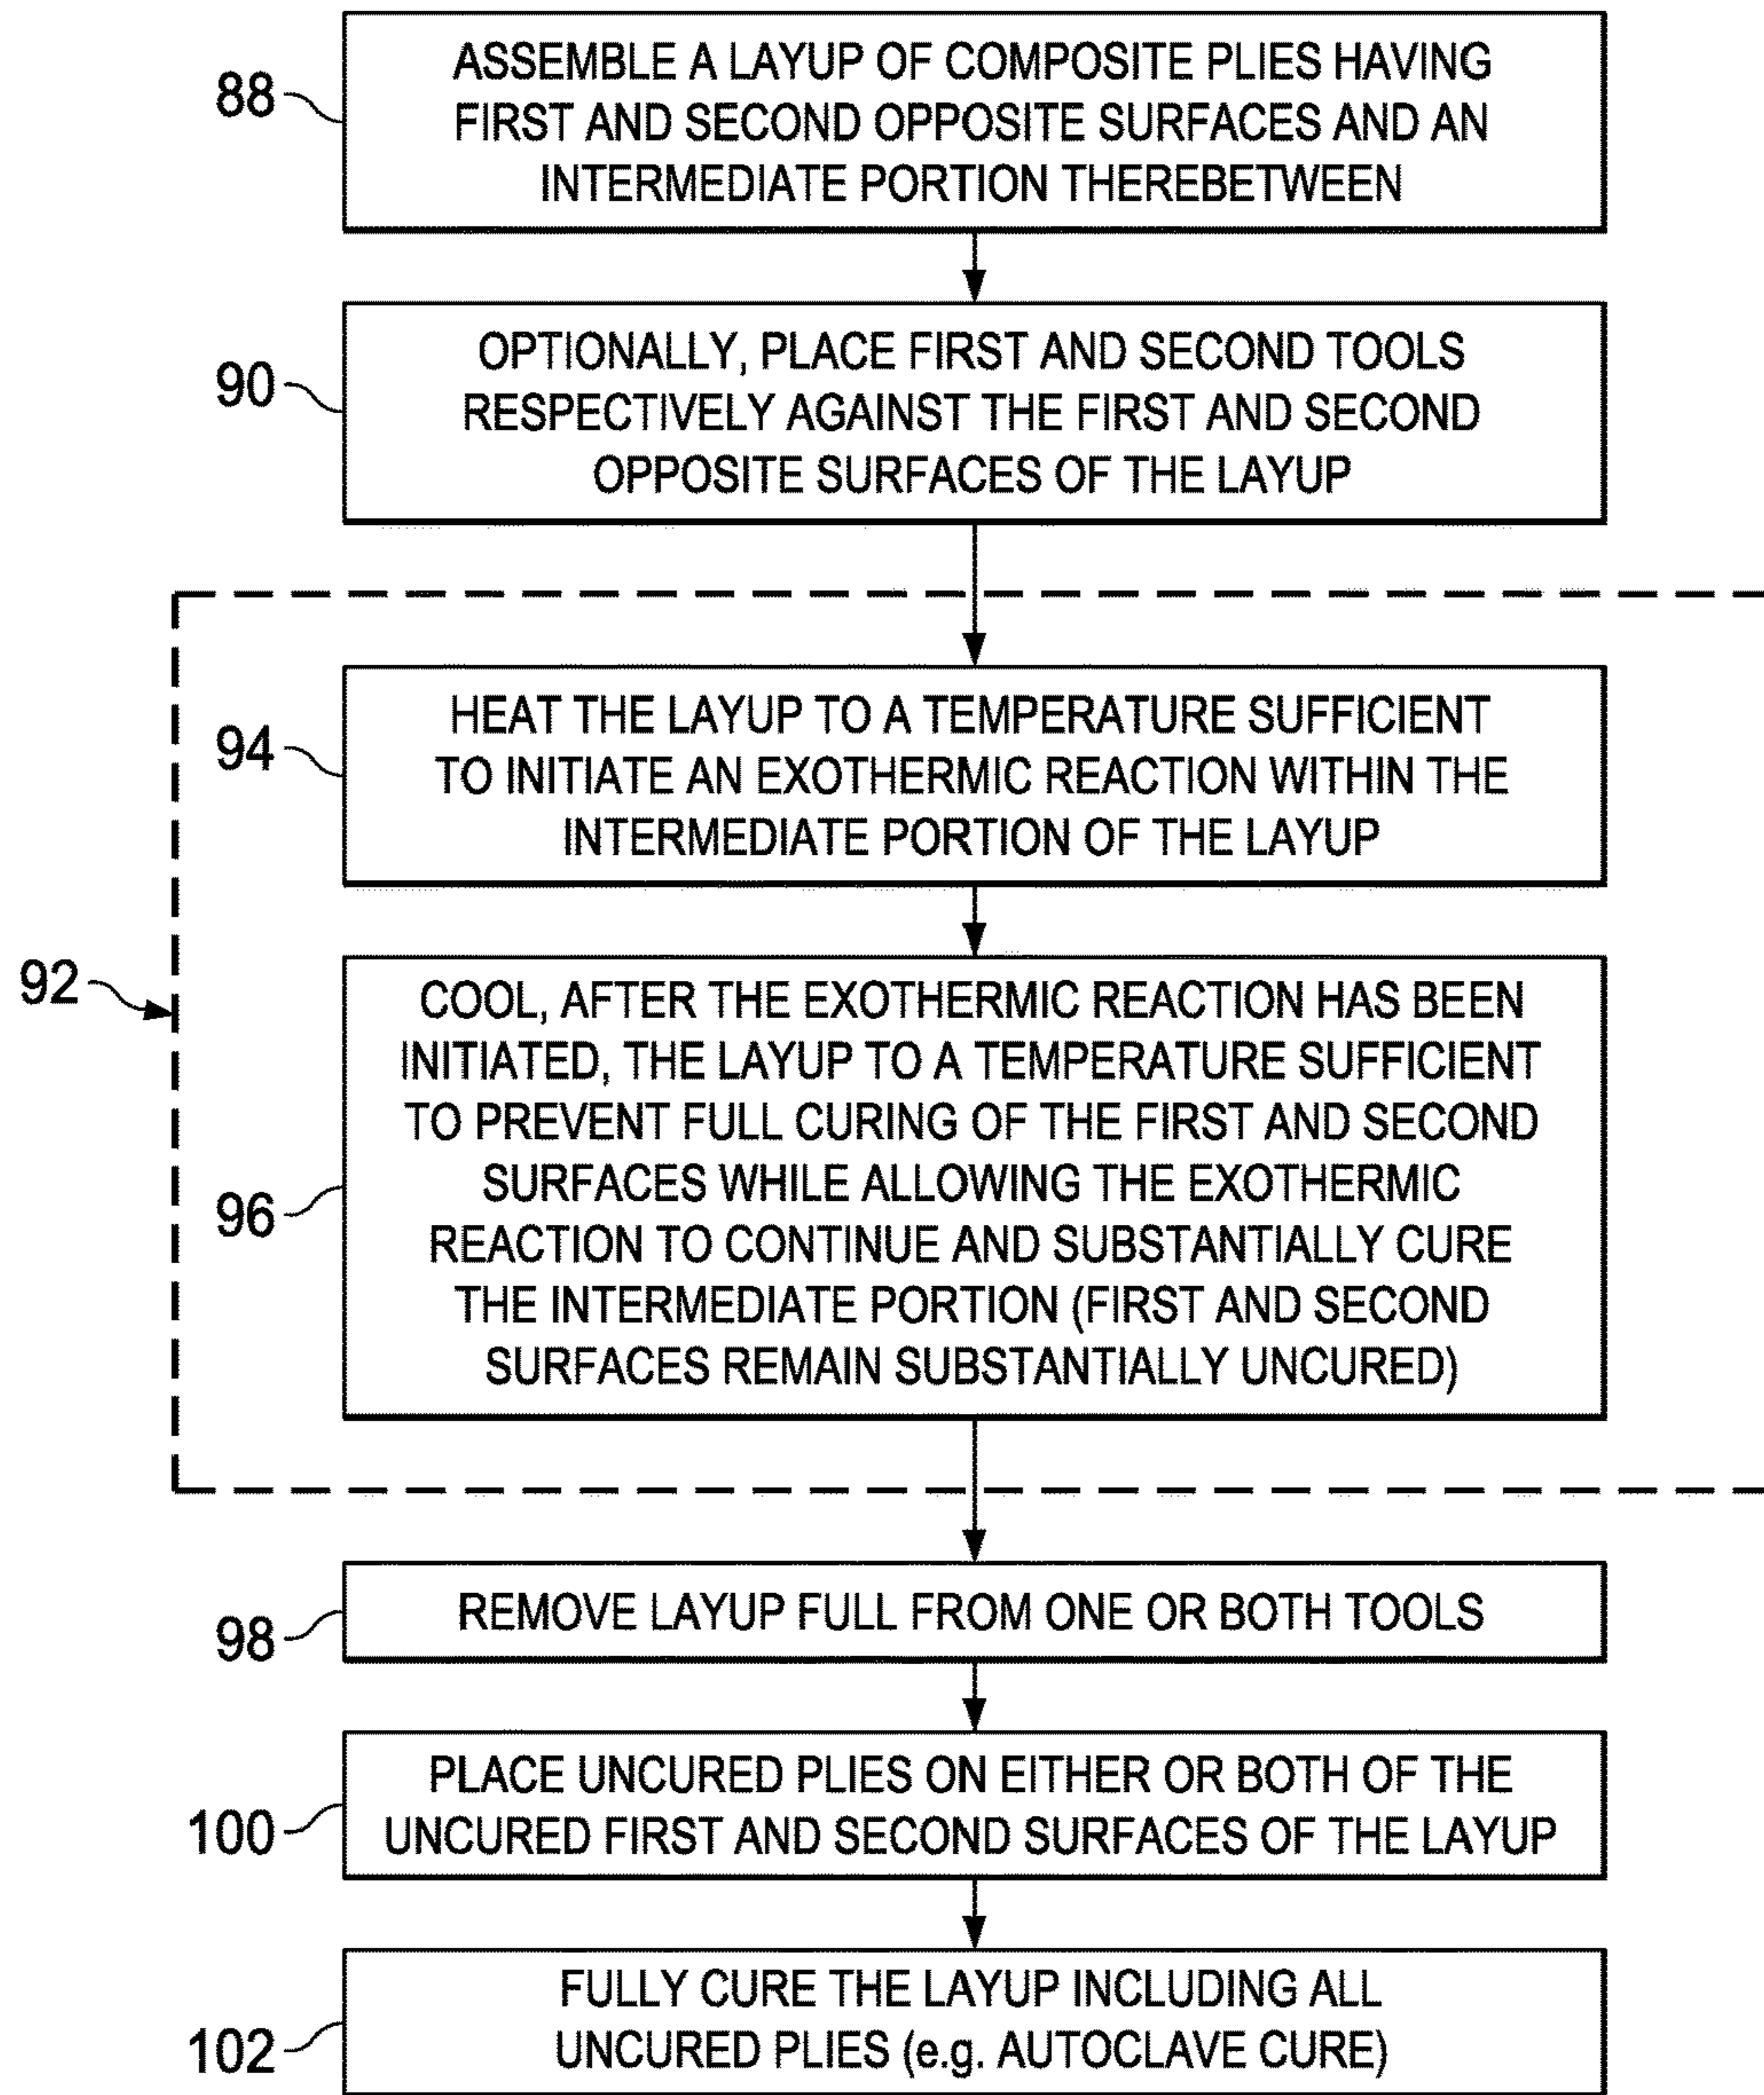 88
ASSEMBLE A LAYUP OF COMPOSITE PLIES HAVING
FIRST AND SECOND OPPOSITE SURFACES AND AN
INTERMEDIATE PORTION THEREBETWEEN
90
OPTIONALLY, PLACE FIRST AND SECOND TOOLS
RESPECTIVELY AGAINST THE FIRST AND SECOND
OPPOSITE SURFACES OF THE LAYUP
92
94
HEAT THE LAYUP TO A TEMPERATURE SUFFICIENT
TO INITIATE AN EXOTHERMIC REACTION WITHIN THE
INTERMEDIATE PORTION OF THE LAYUP
96
COOL, AFTER THE EXOTHERMIC REACTION HAS BEEN
INITIATED, THE LAYUP TO A TEMPERATURE SUFFICIENT
TO PREVENT FULL CURING OF THE FIRST AND SECOND
SURFACES WHILE ALLOWING THE EXOTHERMIC
REACTION TO CONTINUE AND SUBSTANTIALLY CURE
THE INTERMEDIATE PORTION (FIRST AND SECOND
SURFACES REMAIN SUBSTANTIALLY UNCURED)
98
REMOVE LAYUP FULL FROM ONE OR BOTH TOOLS
100
PLACE UNCURED PLIES ON EITHER OR BOTH OF THE
UNCURED FIRST AND SECOND SURFACES OF THE LAYUP
102
FULLY CURE THE LAYUP INCLUDING ALL
UNCURED PLIES (e.g. AUTOCLAVE CURE)